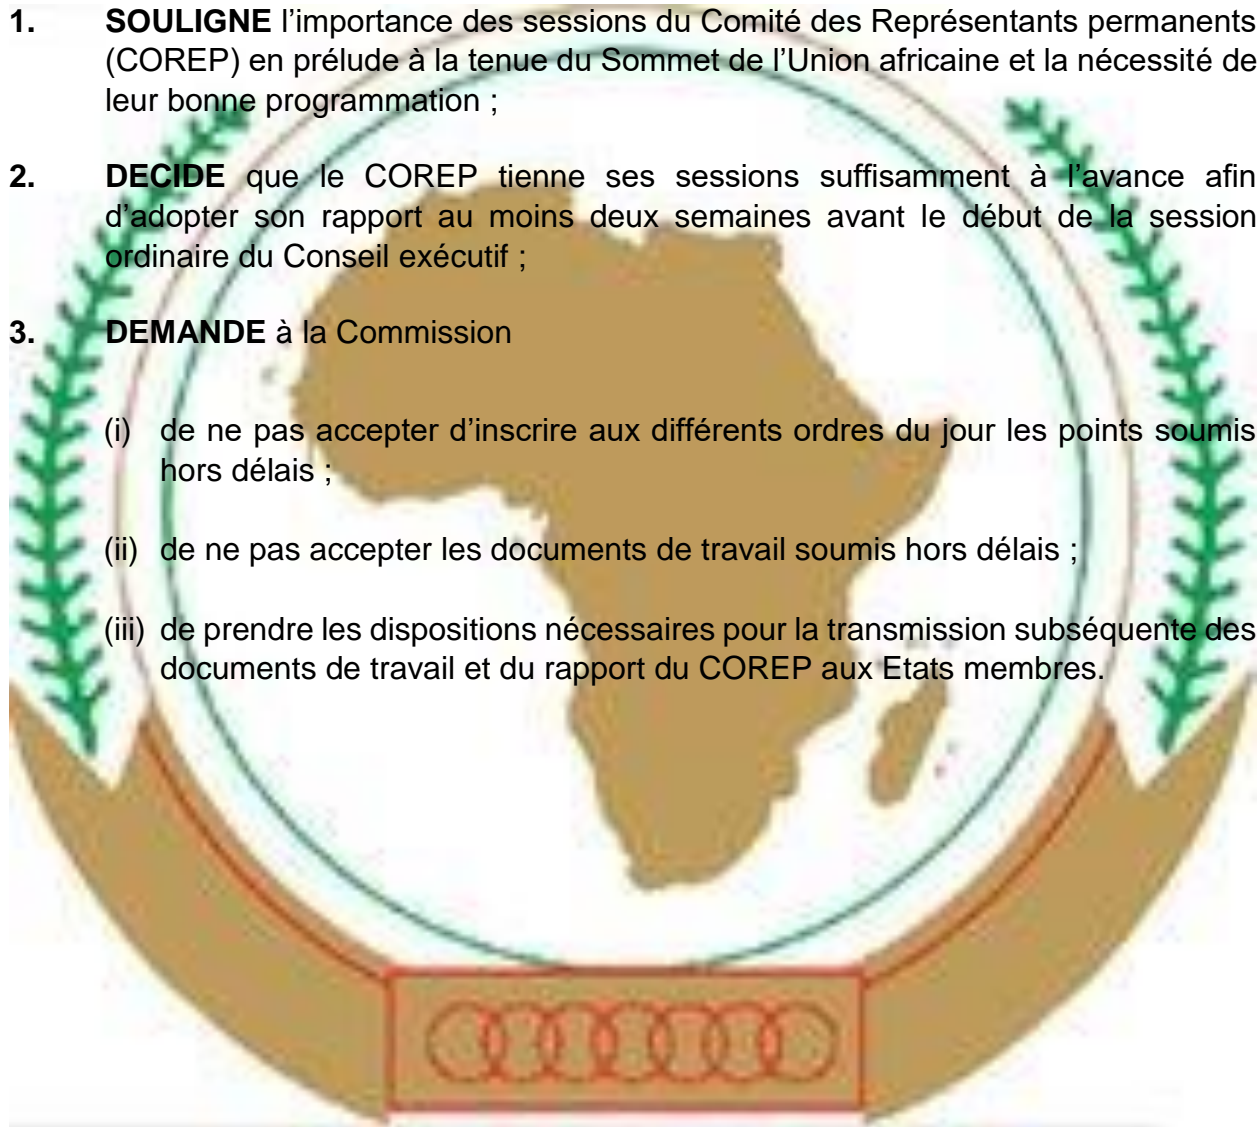 1. SOULIGNE l’importance des sessions du Comité des Représentants permanents
(COREP) en prélude à la tenue du Sommet de l’Union africaine et la nécessité de
leur bonne programmation ;
2. DECIDE que le COREP tienne ses sessions suffisamment à l’avance afin
d’adopter son rapport au moins deux semaines avant le début de la session
ordinaire du Conseil exécutif ;
3. DEMANDE à la Commission
(i) de ne pas accepter d’inscrire aux différents ordres du jour les points soumis
hors délais ;
(ii) de ne pas accepter les documents de travail soumis hors délais ;
(iii) de prendre les dispositions nécessaires pour la transmission subséquente des
documents de travail et du rapport du COREP aux Etats membres.